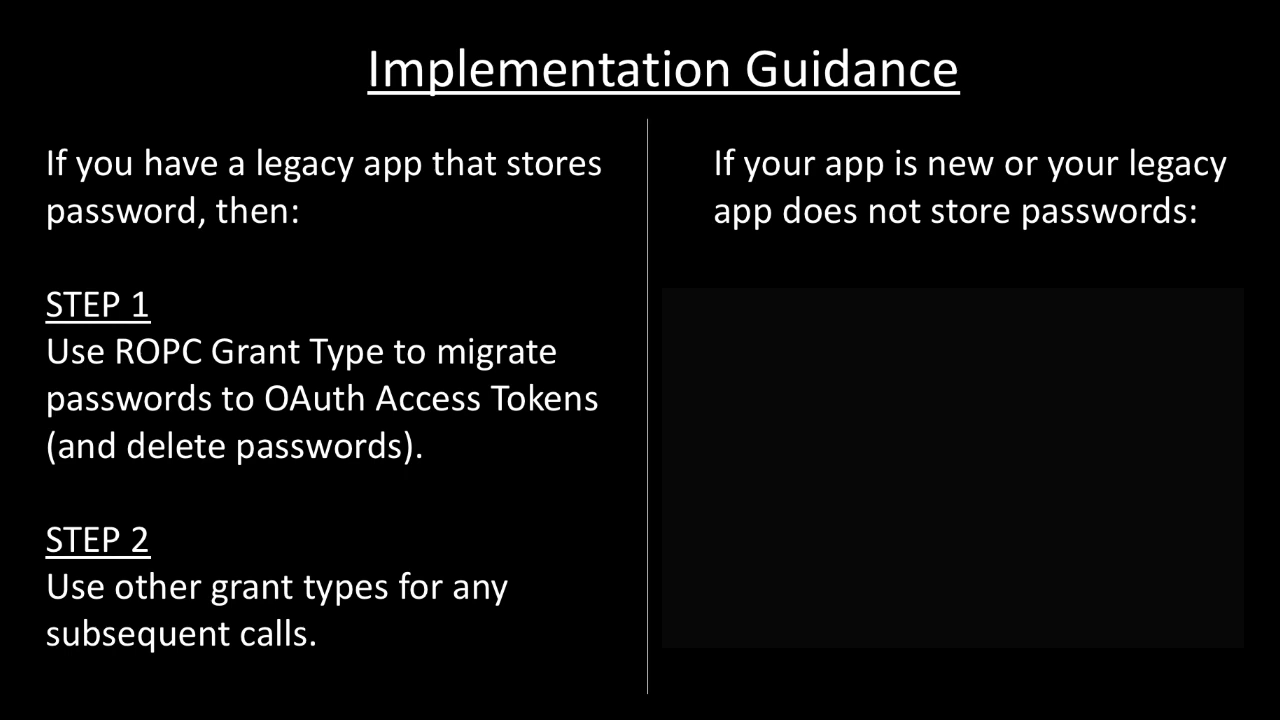 Implementation Guidance
If you have a legacy app that stores
password, then:
STEP 1
Use ROPC Grant Type to migrate
passwords to OAuth Access Tokens
(and delete passwords).
STEP 2
Use other grant types for any
subsequent calls.
If your app is new or your legacy
app does not store passwords: